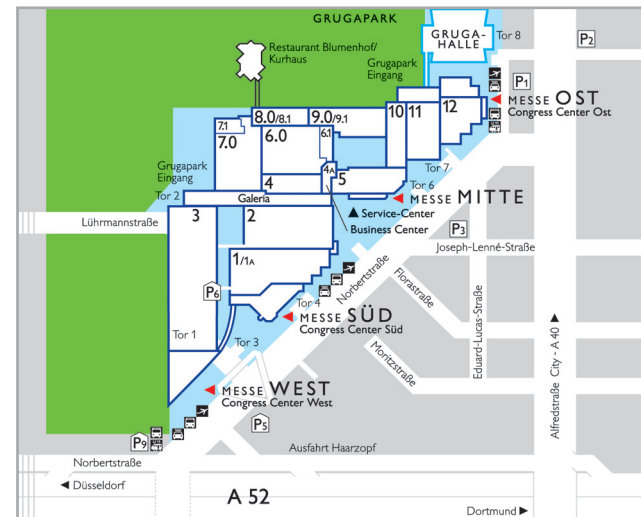 GRUGAPARK
GRUGA-
HALLE
Tor 8
P2
Restaurant Blumenhof/
Kurhaus
Grugapark
Eingang
P1
MESSE OST
Congress Center Ost
8.0/8.1
9.0/9.1
10
11
12
7.1
7.0
6.0
6.1
Tor 7
Grugapark
Eingang
4A
4
5
Tor 6
Tor 2
Galeria
MESSE MITTE
Lührmannstraße
3
2
Service-Center
Business Center
P3
Joseph-Lenné-Straße
1/1A
Norbertstraße
Florastraße
P6
Tor 4
Eduard-Lucas-Straße
MESSE SÜD
Congress Center Süd
Tor 1
Tor 3
Moritzstraße
Alfredstraße City - A 40
MESSE WEST
Congress Center West
P5
P9
Ausfahrt Haarzopf
Norbertstraße
Düsseldorf
A 52
Dortmund